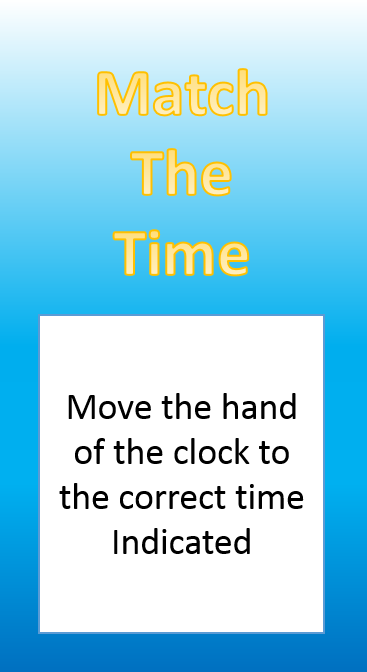 Match
The
Time
Move the hand
of the clock to
the correct time
Indicated